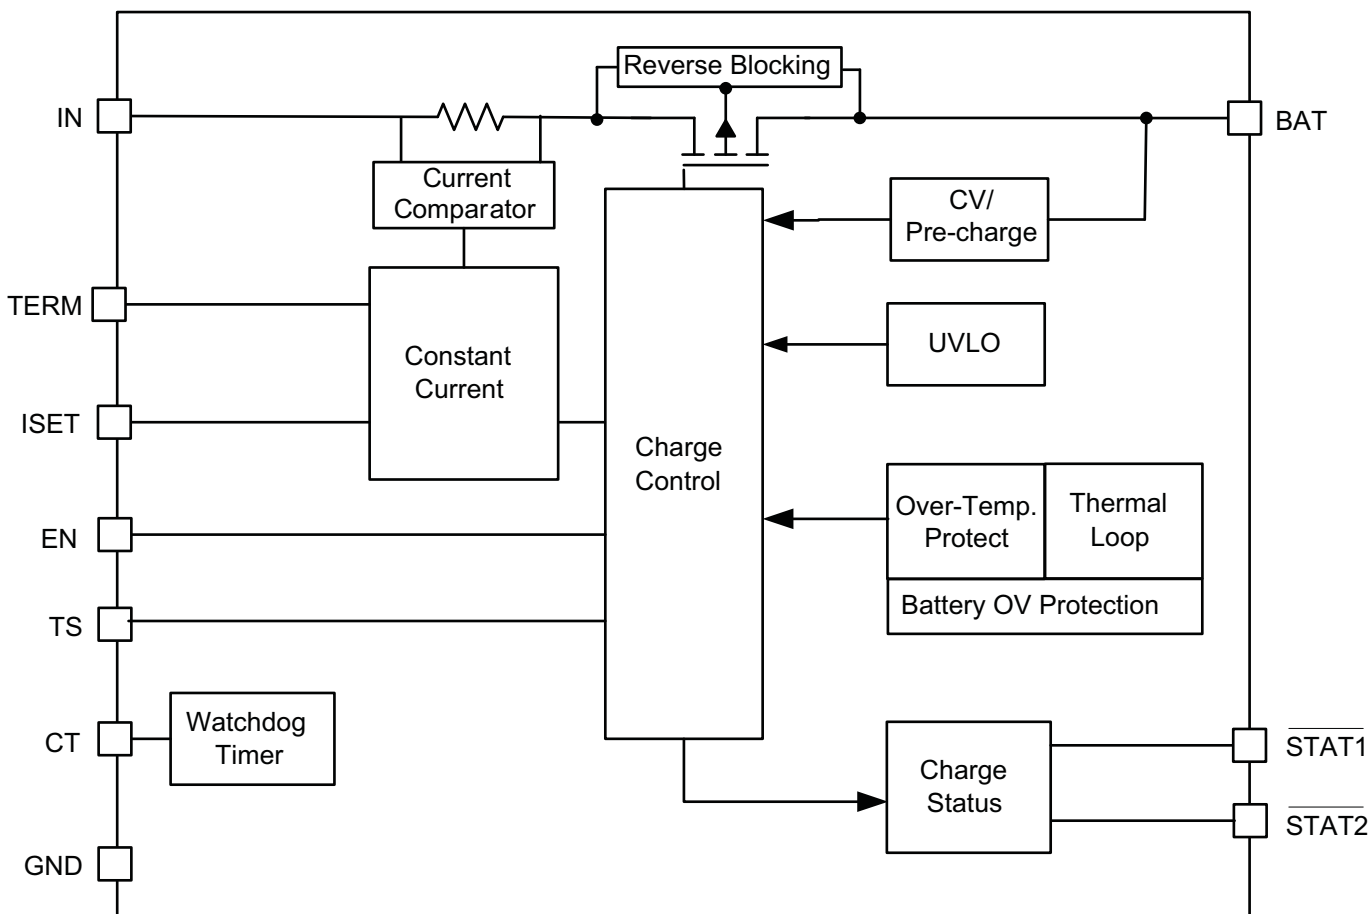 Reverse Blocking
IN
BAT
Current
Comparator
CV/
Pre-charge
TERM
Constant
Current
UVLO
ISET
Charge
Control
Over-Temp.
Protect
Thermal
Loop
EN
Battery OV Protection
TS
Watchdog
Timer
CT
Charge
Status
STAT1
STAT2
GND